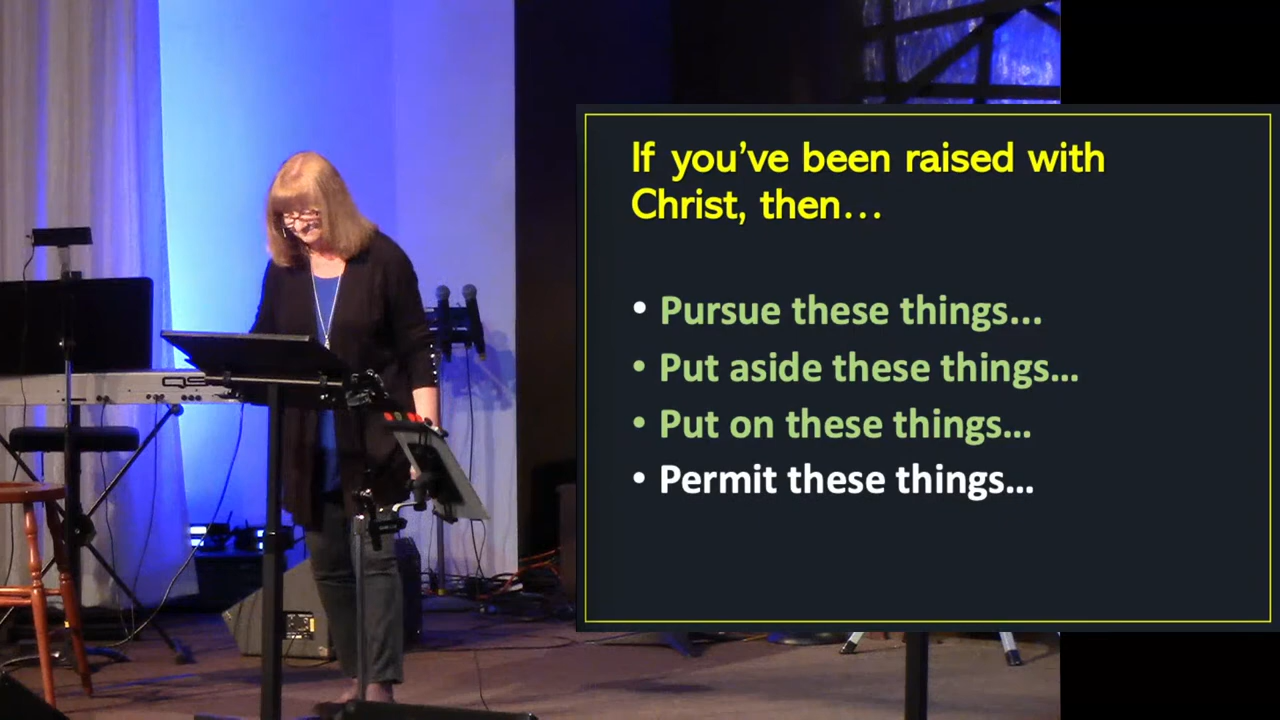 If you’ve been raised with
Christ, then…
• Pursue these things...
• Put aside these things…
• Put on these things…
• Permit these things…